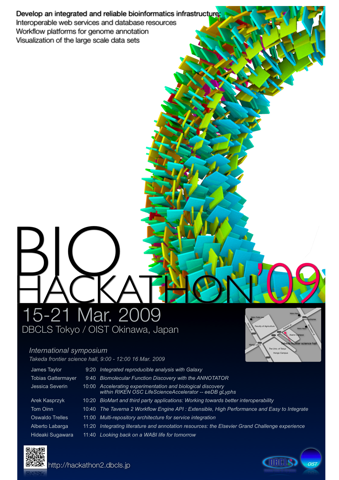 Develop an integrated and reliable bioinformatics infrastructure;
Interoperable web services and database resources
Workflow platforms for genome annotation
Visualization of the large scale data sets
BIO
HACKATHON'09
15-21 Mar. 2009
DBCLS Tokyo / OIST Okinawa, Japan
International symposium
Takeda frontier science hall, 9:00 - 12:00 16 Mar. 2009
James Taylor 9:20 Integrated reproducible analysis with Galaxy
Tobias Gattermayer 9:40 Biomolecular Function Discovery with the ANNOTATOR
Jessica Severin 10:00 Accelerating experimentation and biological discovery
within RIKEN OSC LifeScienceAccelerator -- eeDB gLyphs
Arek Kasprzyk 10:20 BioMart and third party applications: Working towards better interoperability
Tom Oinn 10:40 The Taverna 2 Workflow Engine API ; Extensible, High Performance and Easy to Integrate
Oswaldo Trelles 11:00 Multi-repository architecture for service integration
Alberto Labarga 11:20 Integrating literature and annotation resources: the Elsevier Grand Challenge experience
Hideaki Sugawara 11:40 Looking back on a WABI life for tomorrow
http://hackathon2.dbcls.jp
DBCLS
OIST